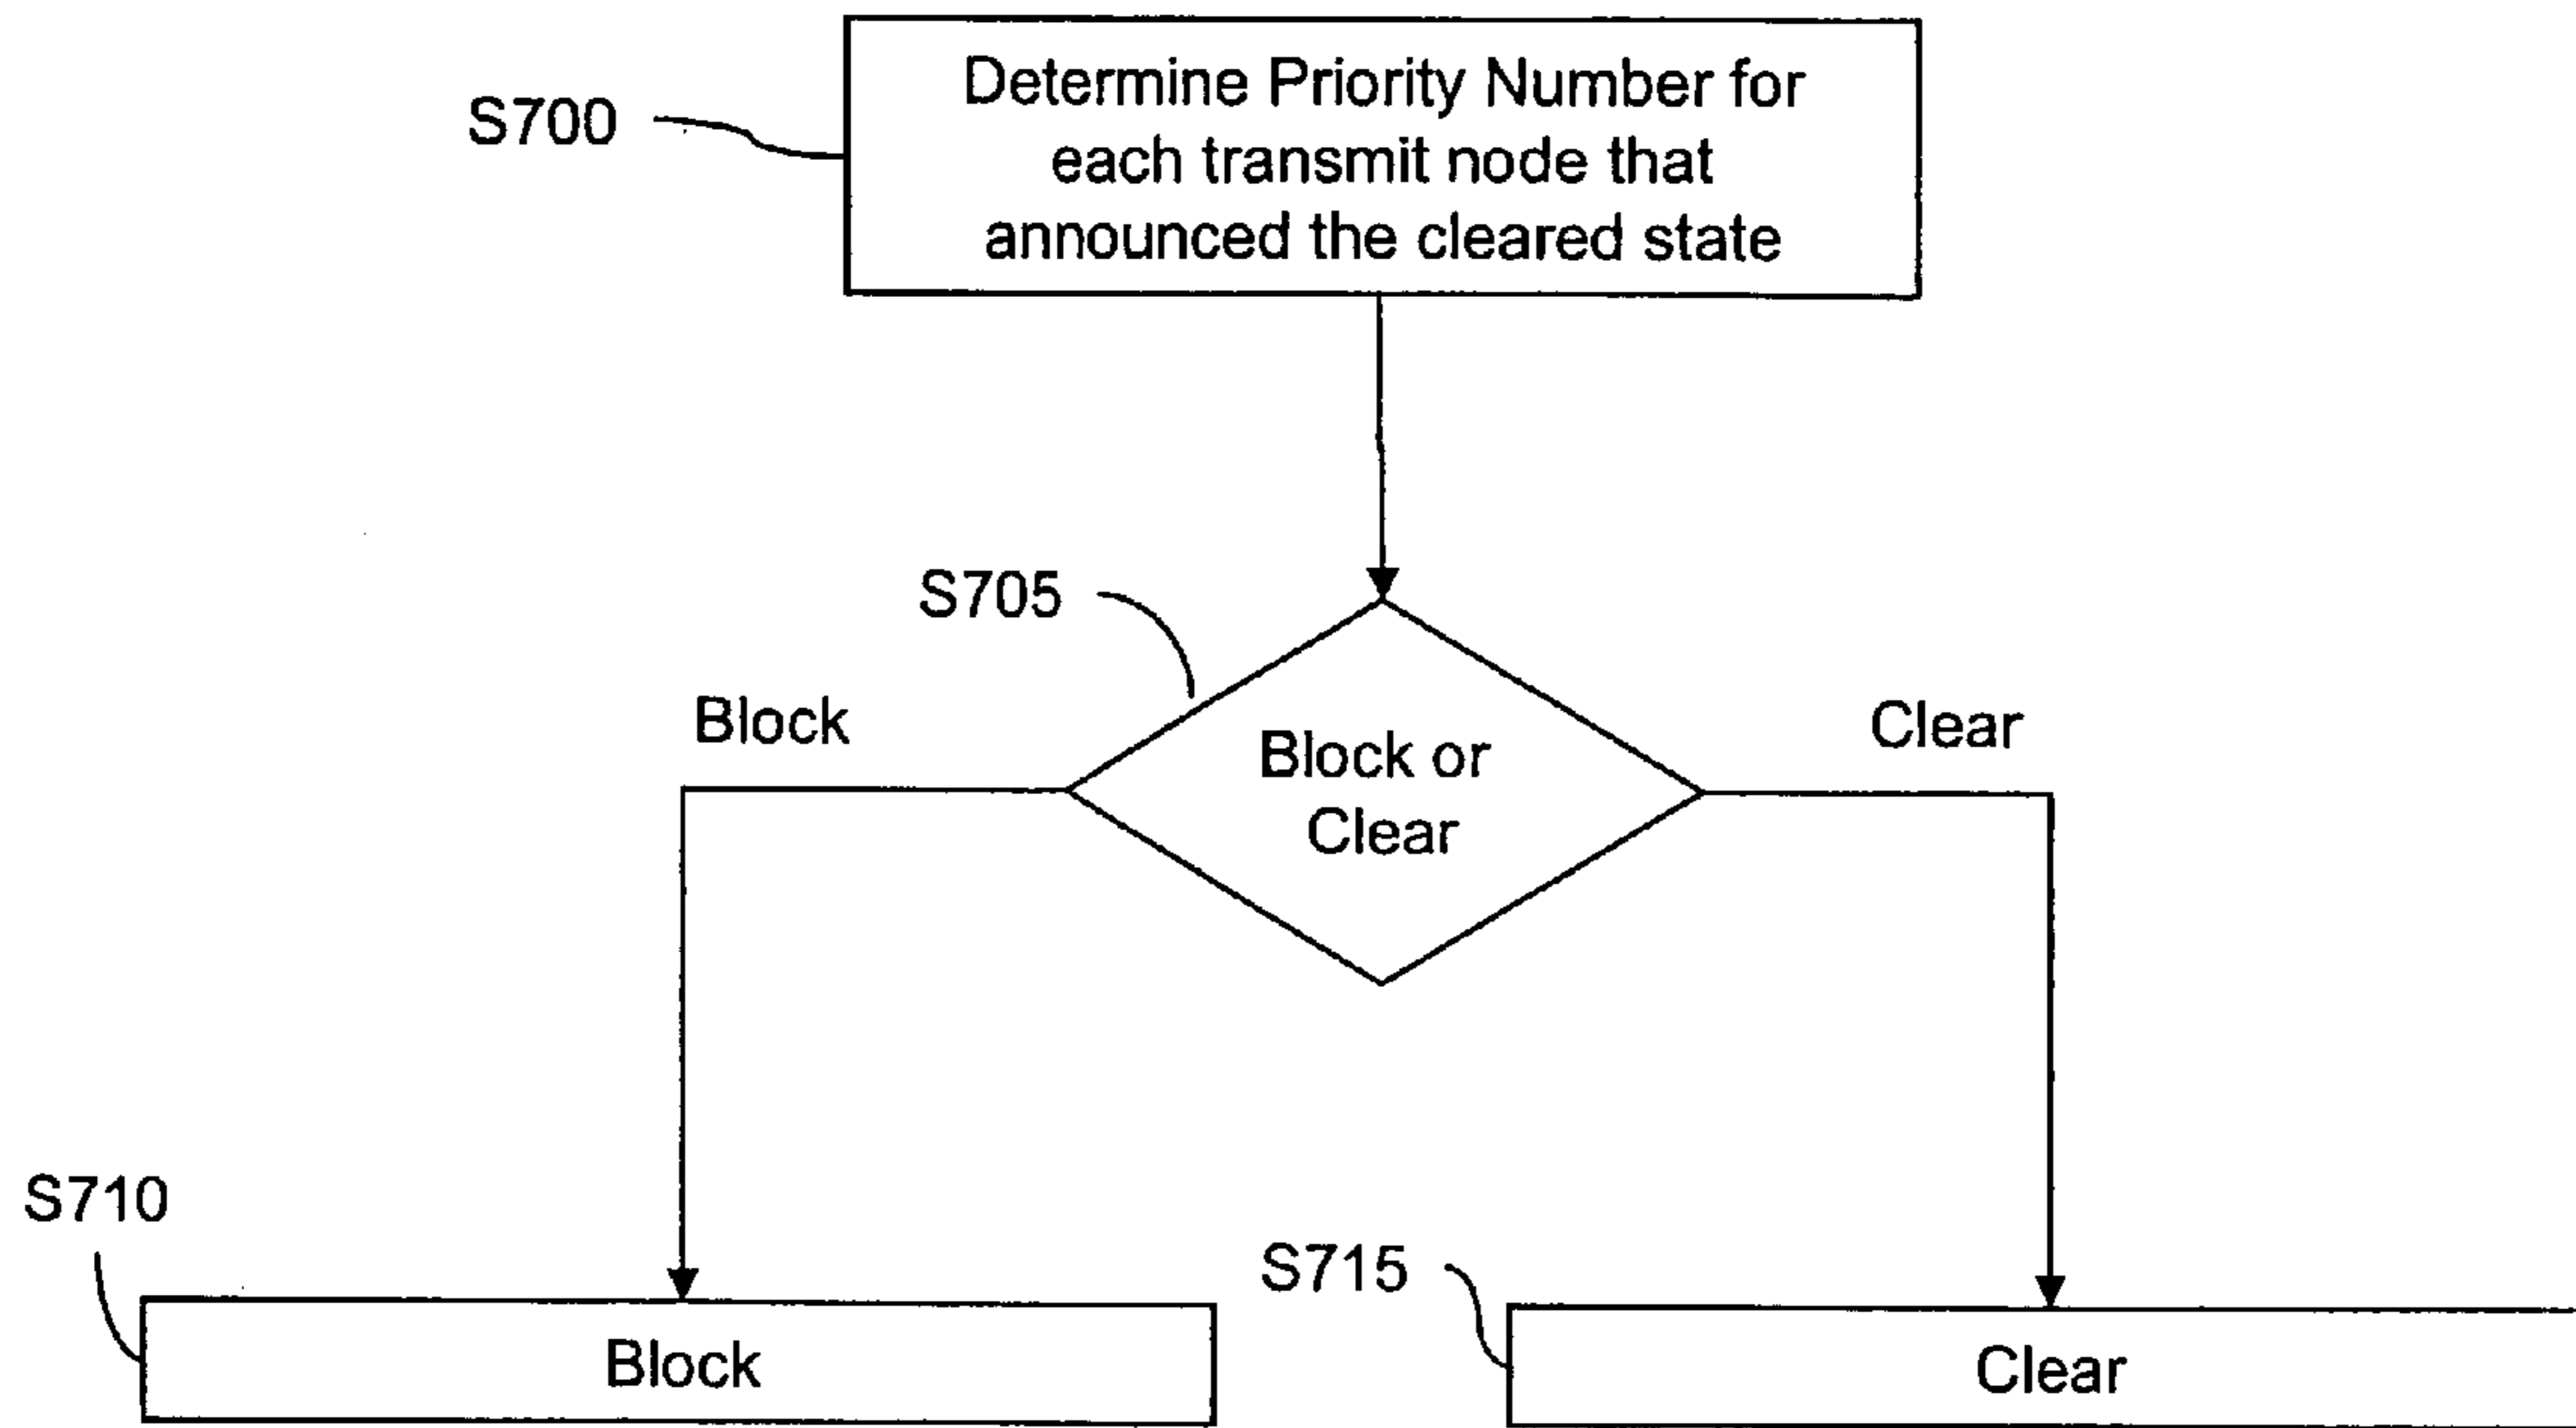 S700
Determine Priority Number for
each transmit node that
announced the cleared state
S705
Block
Block or
Clear
Clear
S710
Block
S715
Clear